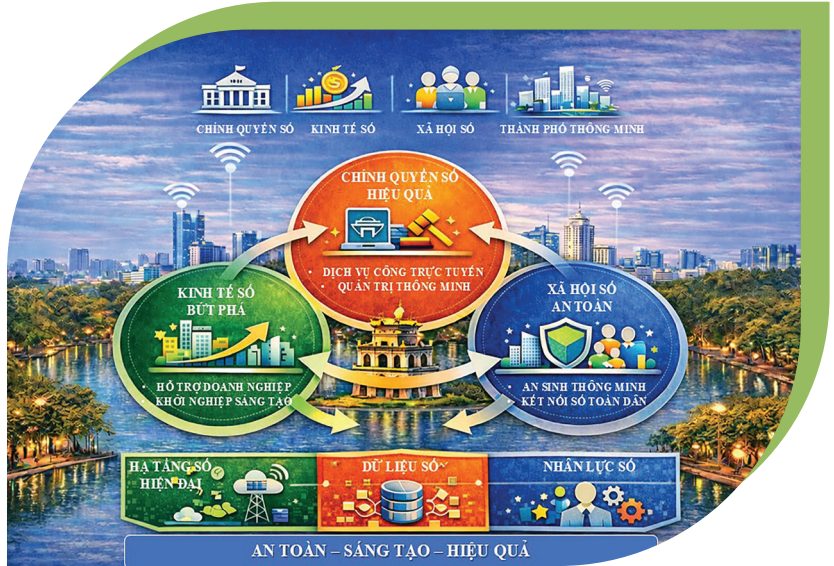 CHÍNH QUYỀN SỐ
KINH TẾ SỐ
XÃ HỘI SỐ
THÀNH PHỐ THÔNG MINH
CHÍNH QUYỀN SỐ
HIỆU QUẢ
• DỊCH VỤ CÔNG TRỰC TUYẾN
• QUẢN TRỊ THÔNG MINH
KINH TẾ SỐ
BỨT PHÁ
• HỖ TRỢ DOANH NGHIỆP
• KHỞI NGHIỆP SÁNG TẠO
XÃ HỘI SỐ
AN TOÀN
• AN SINH THÔNG MINH
• KẾT NỐI SỐ TOÀN DÂN
HẠ TẦNG SỐ
HIỆN ĐẠI
DỮ LIỆU SỐ
NHÂN LỰC SỐ
AN TOÀN – SÁNG TẠO – HIỆU QUẢ